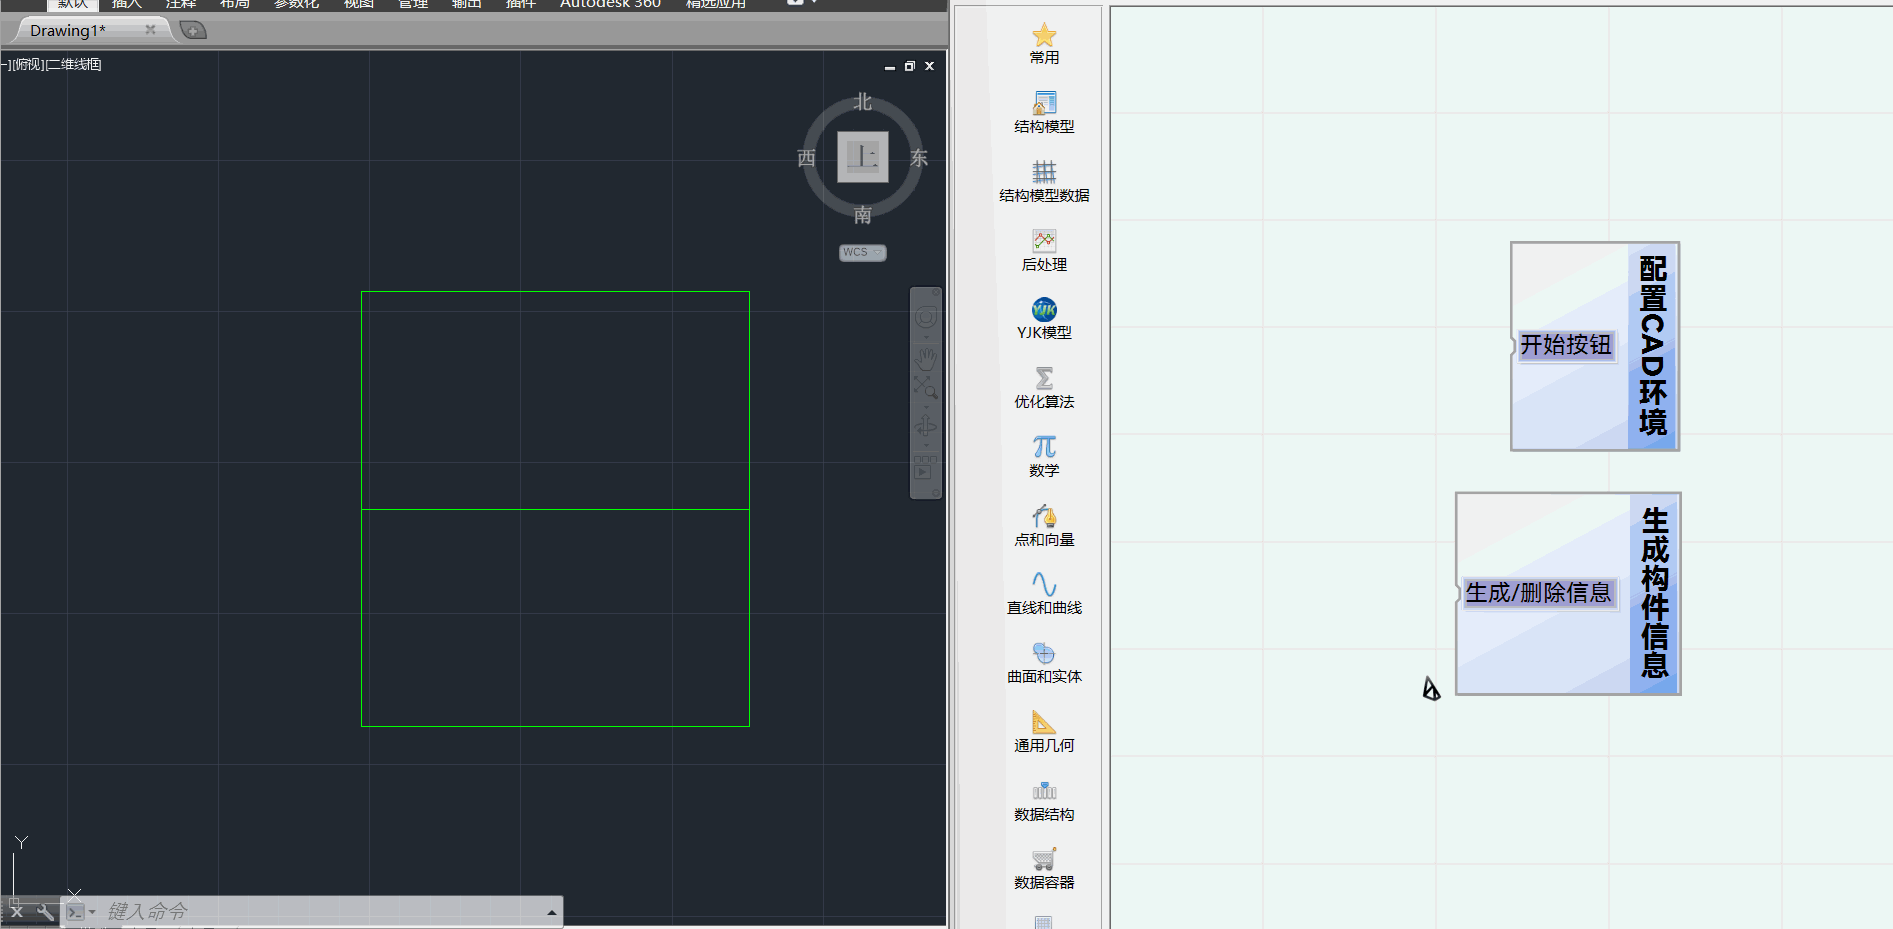 默认 插入 注释 布局 参数化 视图 管理 输出 插件 Autodesk 360 精选应用
Drawing1*
-][俯视][二维线框]
北
西 上 东
南
WCS
Y
X
键入命令
常用
结构模型
结构模型数据
后处理
YJK
YJK模型
优化算法
数学
点和向量
直线和曲线
曲面和实体
通用几何
数据结构
数据容器
开始按钮
配置CAD环境
生成/删除信息
生成构件信息